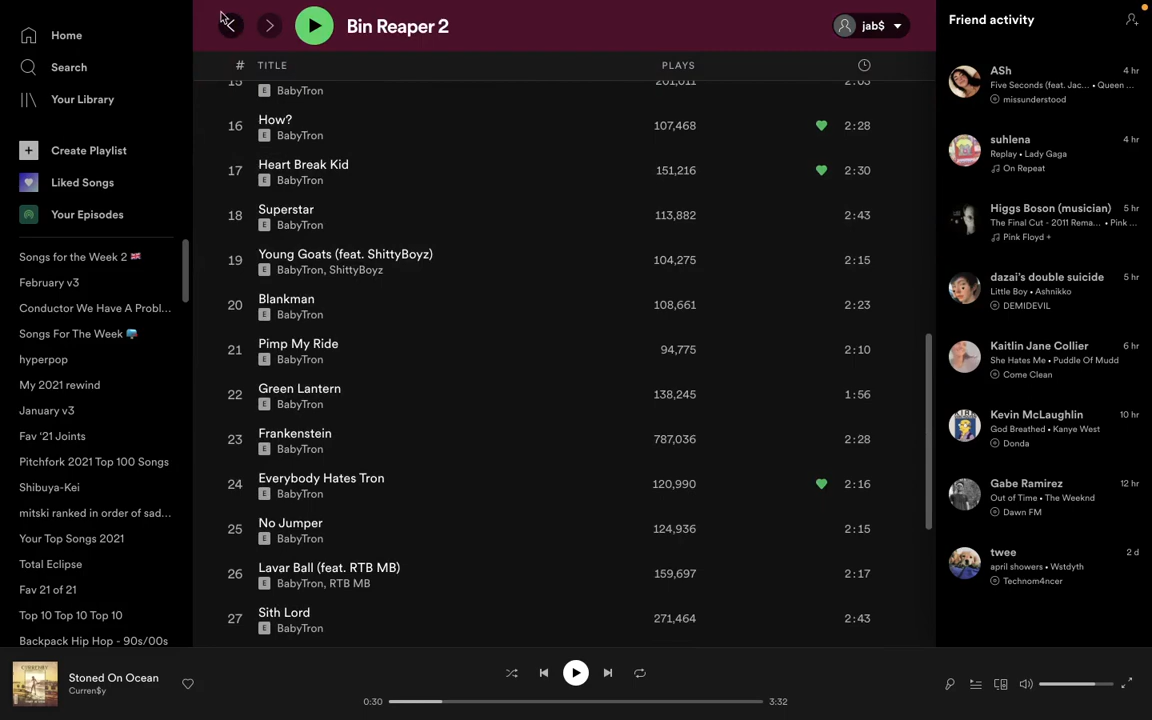 Home
Search
Your Library
Create Playlist
Liked Songs
Your Episodes
Songs for the Week 2 🇬🇧
February v3
Conductor We Have A Probl...
Songs For The Week
hyperpop
My 2021 rewind
January v3
Fav '21 Joints
Pitchfork 2021 Top 100 Songs
Shibuya-Kei
mitski ranked in order of sad...
Your Top Songs 2021
Total Eclipse
Fav 21 of 21
Top 10 Top 10 Top 10
Backpack Hip Hop - 90s/00s
Bin Reaper 2
jab$
# TITLE PLAYS
15 201,011 2:03
E BabyTron
16 How? 107,468 2:28
E BabyTron
17 Heart Break Kid 151,216 2:30
E BabyTron
18 Superstar 113,882 2:43
E BabyTron
19 Young Goats (feat. ShittyBoyz) 104,275 2:15
E BabyTron, ShittyBoyz
20 Blankman 108,661 2:23
E BabyTron
21 Pimp My Ride 94,775 2:10
E BabyTron
22 Green Lantern 138,245 1:56
E BabyTron
23 Frankenstein 787,036 2:28
E BabyTron
24 Everybody Hates Tron 120,990 2:16
E BabyTron
25 No Jumper 124,936 2:15
E BabyTron
26 Lavar Ball (feat. RTB MB) 159,697 2:17
E BabyTron, RTB MB
27 Sith Lord 271,464 2:43
E BabyTron
Friend activity
ASh 4 hr
Five Seconds (feat. Jac... • Queen ...
missunderstood
suhlena 4 hr
Replay • Lady Gaga
On Repeat
Higgs Boson (musician) 5 hr
The Final Cut - 2011 Rema... • Pink ...
Pink Floyd +
dazai's double suicide 5 hr
Little Boy • Ashnikko
DEMIDEVIL
Kaitlin Jane Collier 6 hr
She Hates Me • Puddle Of Mudd
Come Clean
Kevin McLaughlin 10 hr
God Breathed • Kanye West
Donda
Gabe Ramirez 12 hr
Out of Time • The Weeknd
Dawn FM
twee 2 d
april showers • Wstdyth
Technom4ncer
Stoned On Ocean
Curren$y
0:30
3:32